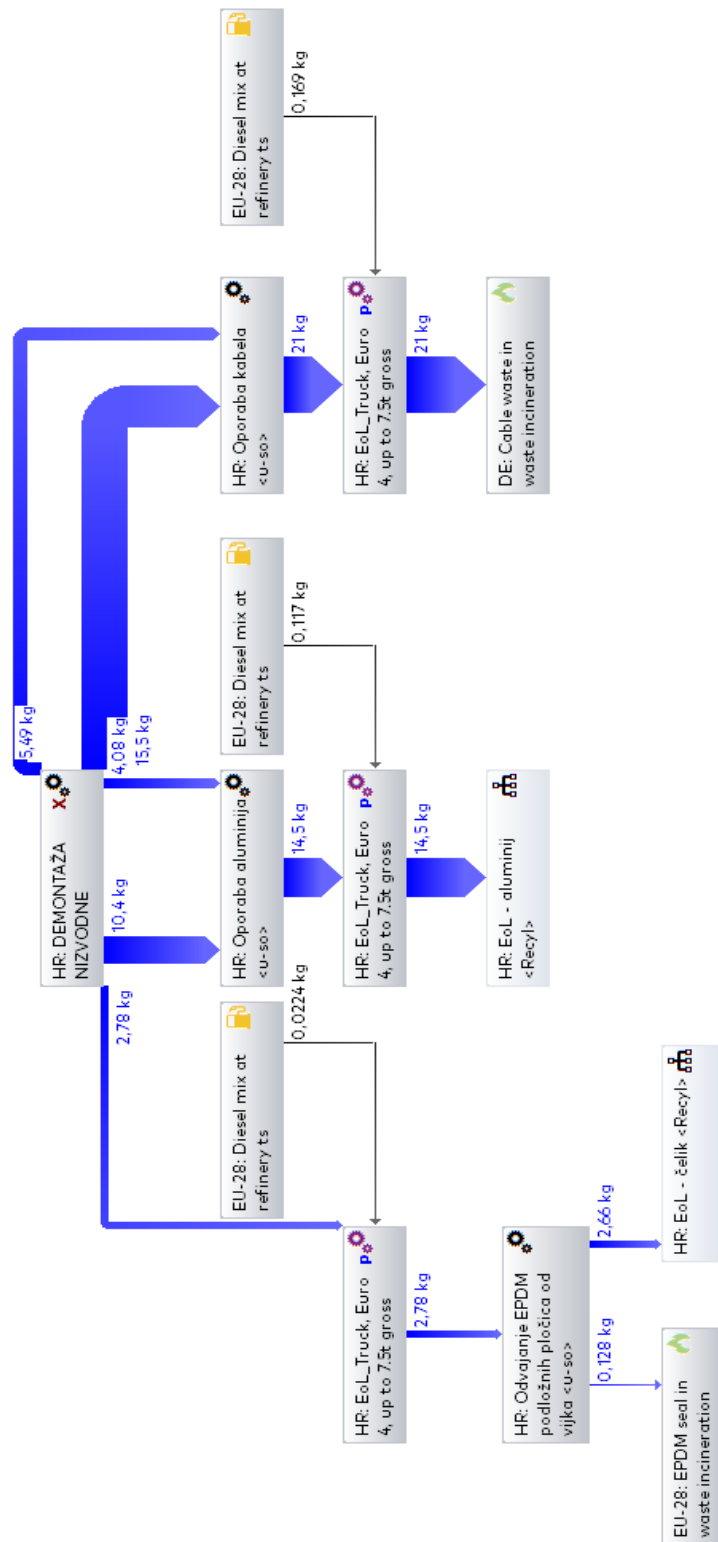 HR: DEMONTAŽA
NIZVODNE
X
5,49 kg
4,08 kg
15,5 kg
10,4 kg
2,78 kg
EU-28: Diesel mix at
refinery ts
0,0224 kg
HR: Oporaba aluminija
<u-so>
14,5 kg
EU-28: Diesel mix at
refinery ts
0,117 kg
HR: Oporaba kabela
<u-so>
21 kg
EU-28: Diesel mix at
refinery ts
0,169 kg
HR: EoL_Truck, Euro
4, up to 7.5t gross
p
2,78 kg
HR: EoL_Truck, Euro
4, up to 7.5t gross
p
14,5 kg
HR: EoL_Truck, Euro
4, up to 7.5t gross
p
21 kg
HR: Odvajanje EPDM
podložnih pločica od
vijka <u-so>
0,128 kg
2,66 kg
HR: EoL - aluminij
<Recyl>
DE: Cable waste in
waste incineration
EU-28: EPDM seal in
waste incineration
HR: EoL - čelik <Recyl>